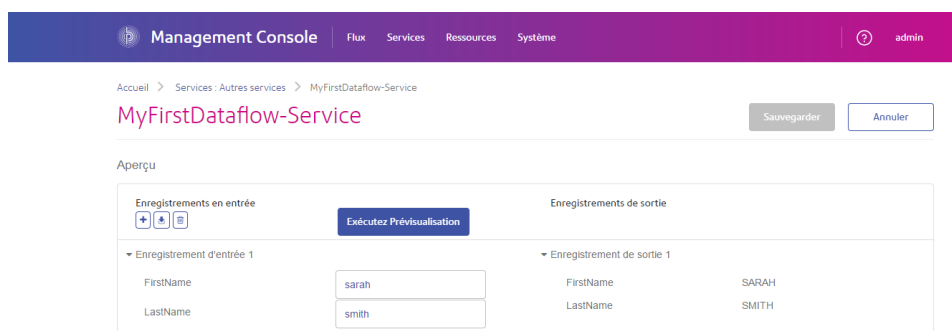 Management Console Flux Services Ressources Système ? admin
Accueil > Services : Autres services > MyFirstDataflow-Service
MyFirstDataflow-Service Sauvegarder Annuler
Aperçu
Enregistrements en entrée Enregistrements de sortie
Exécutez Prévisualisation
Enregistrement d'entrée 1 Enregistrement de sortie 1
FirstName sarah FirstName SARAH
LastName smith LastName SMITH